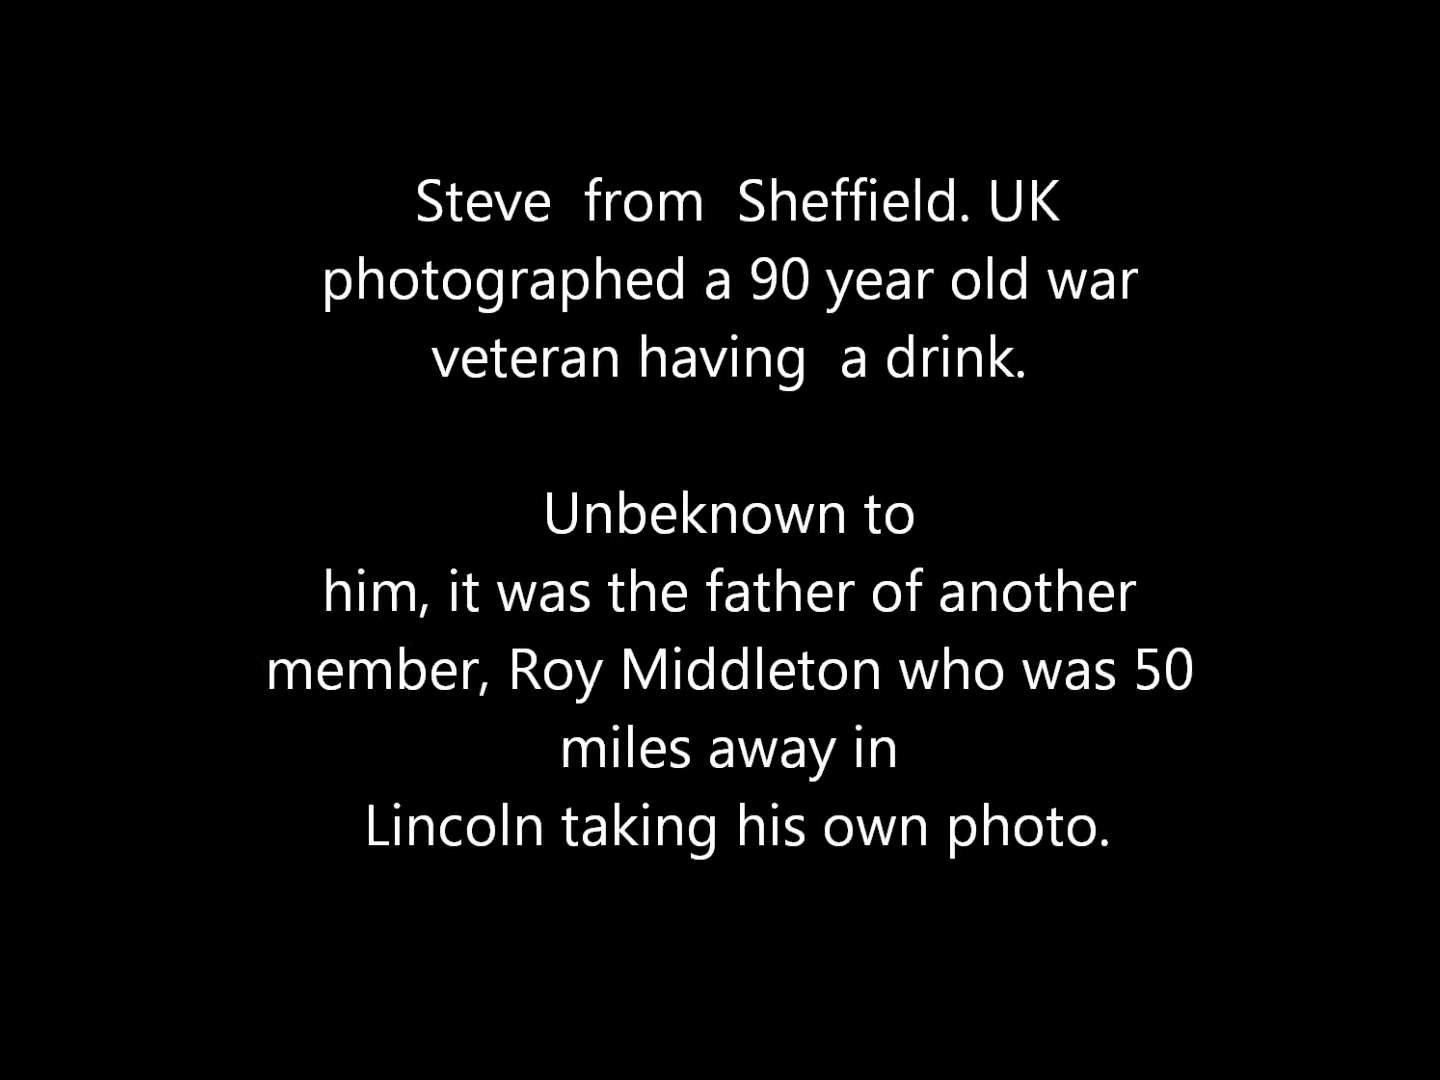 Steve  from  Sheffield. UK
photographed a 90 year old war
veteran having  a drink.
Unbeknown to
him, it was the father of another
member, Roy Middleton who was 50
miles away in
Lincoln taking his own photo.